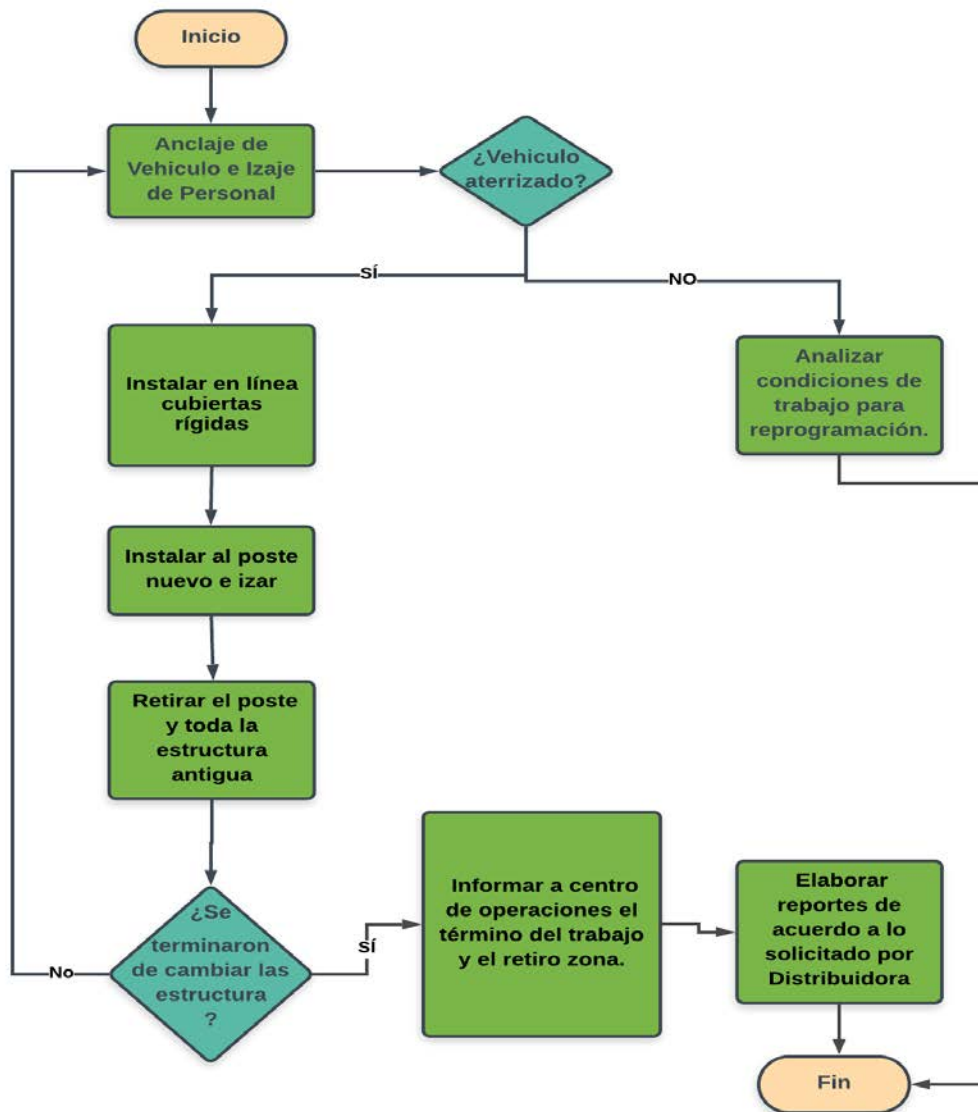 Inicio
Anclaje de
Vehiculo e Izaje
de Personal
¿Vehiculo
aterrizado?
SÍ
NO
Instalar en línea
cubiertas
rígidas
Analizar
condiciones de
trabajo para
reprogramación.
Instalar al poste
nuevo e izar
Retirar el poste
y toda la
estructura
antigua
¿Se
terminaron
de cambiar las
estructura
?
No
SÍ
Informar a centro
de operaciones el
término del trabajo
y el retiro zona.
Elaborar
reportes de
acuerdo a lo
solicitado por
Distribuidora
Fin